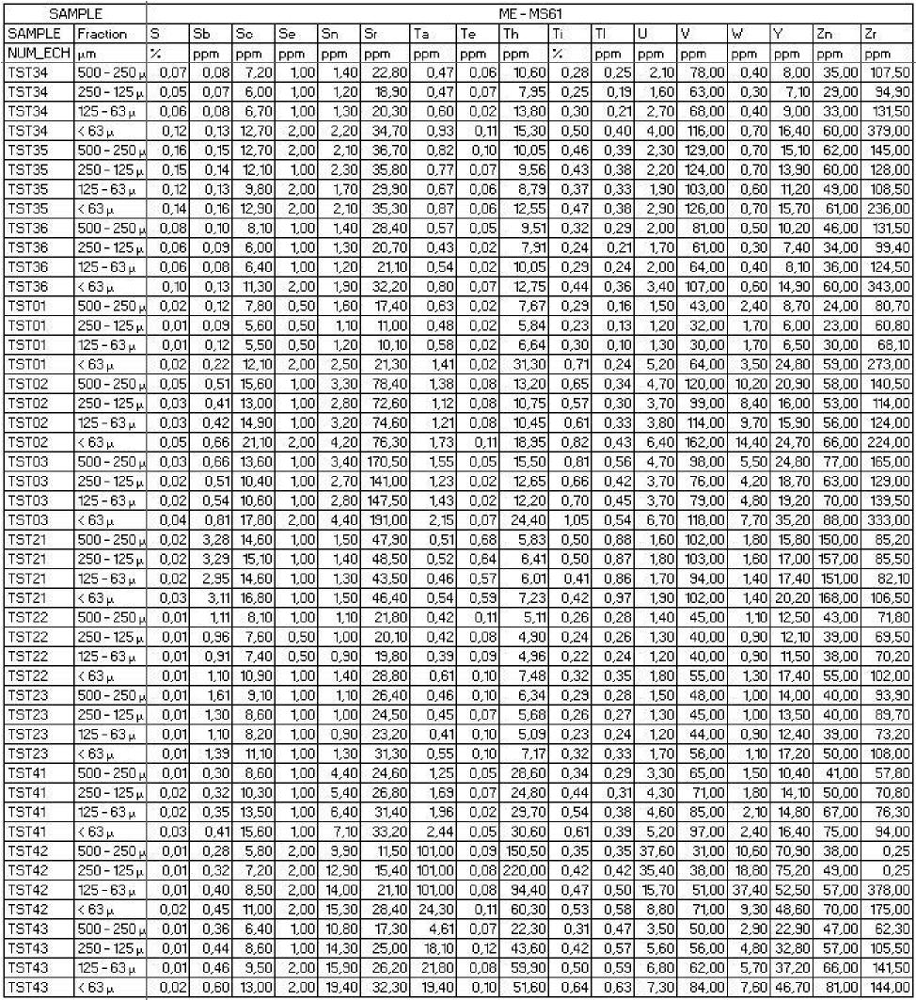 SAMPLE ME - MS61
SAMPLE Fraction S Sb Sc Se Sn Sr Ta Te Th Ti Tl U V W Y Zn Zr
NUM_ECH µm % ppm ppm ppm ppm ppm ppm ppm ppm % ppm ppm ppm ppm ppm ppm ppm
TST34 500 - 250 µ 0,07 0,08 7,20 1,00 1,40 22,80 0,47 0,06 10,60 0,28 0,25 2,10 78,00 0,40 8,00 35,00 107,50
TST34 250 - 125 µ 0,05 0,07 6,00 1,00 1,20 18,90 0,47 0,07 7,95 0,25 0,19 1,60 63,00 0,30 7,10 29,00 94,90
TST34 125 - 63 µ 0,06 0,08 6,70 1,00 1,30 20,30 0,60 0,02 13,80 0,30 0,21 2,70 68,00 0,40 9,00 33,00 131,50
TST34 < 63 µ 0,12 0,13 12,70 2,00 2,20 34,70 0,93 0,11 15,30 0,50 0,40 4,00 116,00 0,70 16,40 60,00 379,00
TST35 500 - 250 µ 0,16 0,15 12,70 2,00 2,10 36,70 0,82 0,10 10,05 0,46 0,39 2,30 129,00 0,70 15,10 62,00 145,00
TST35 250 - 125 µ 0,15 0,14 12,10 1,00 2,30 35,80 0,77 0,07 9,56 0,43 0,38 2,20 124,00 0,70 13,90 60,00 128,00
TST35 125 - 63 µ 0,12 0,13 9,80 2,00 1,70 29,90 0,67 0,06 8,79 0,37 0,33 1,90 103,00 0,60 11,20 49,00 108,50
TST35 < 63 µ 0,14 0,16 12,90 2,00 2,10 35,30 0,87 0,06 12,55 0,47 0,38 2,90 126,00 0,70 15,70 61,00 236,00
TST36 500 - 250 µ 0,08 0,10 8,10 1,00 1,40 28,40 0,57 0,05 9,51 0,32 0,29 2,00 81,00 0,50 10,20 46,00 131,50
TST36 250 - 125 µ 0,06 0,09 6,00 1,00 1,30 20,70 0,43 0,02 7,91 0,24 0,21 1,70 61,00 0,30 7,40 34,00 99,40
TST36 125 - 63 µ 0,06 0,08 6,40 1,00 1,20 21,10 0,54 0,02 10,05 0,29 0,24 2,00 64,00 0,40 8,10 36,00 124,50
TST36 < 63 µ 0,10 0,13 11,30 2,00 1,90 32,20 0,80 0,07 12,75 0,44 0,36 3,40 107,00 0,60 14,90 60,00 343,00
TST01 500 - 250 µ 0,02 0,12 7,80 0,50 1,60 17,40 0,63 0,02 7,67 0,29 0,16 1,50 43,00 2,40 8,70 24,00 80,70
TST01 250 - 125 µ 0,01 0,09 5,60 0,50 1,10 11,00 0,48 0,02 5,84 0,23 0,13 1,20 32,00 1,70 6,00 23,00 60,80
TST01 125 - 63 µ 0,01 0,12 5,50 0,50 1,20 10,10 0,58 0,02 6,64 0,30 0,10 1,30 30,00 1,70 6,50 30,00 68,10
TST01 < 63 µ 0,02 0,22 12,10 2,00 2,50 21,30 1,41 0,02 31,30 0,71 0,24 5,20 64,00 3,50 24,80 59,00 273,00
TST02 500 - 250 µ 0,05 0,51 15,60 1,00 3,30 78,40 1,38 0,08 13,20 0,65 0,34 4,70 120,00 10,20 20,90 58,00 140,50
TST02 250 - 125 µ 0,03 0,41 13,00 1,00 2,80 72,60 1,12 0,08 10,75 0,57 0,30 3,70 99,00 8,40 16,00 53,00 114,00
TST02 125 - 63 µ 0,03 0,42 14,90 1,00 3,20 74,60 1,21 0,08 10,45 0,61 0,33 3,80 114,00 9,70 15,90 56,00 124,00
TST02 < 63 µ 0,05 0,66 21,10 2,00 4,20 76,30 1,73 0,11 18,95 0,82 0,43 6,40 162,00 14,40 24,70 66,00 224,00
TST03 500 - 250 µ 0,03 0,66 13,60 1,00 3,40 170,50 1,55 0,05 15,50 0,81 0,56 4,70 98,00 5,50 24,80 77,00 165,00
TST03 250 - 125 µ 0,02 0,51 10,40 1,00 2,70 141,00 1,23 0,02 12,65 0,66 0,42 3,70 76,00 4,20 18,70 63,00 129,00
TST03 125 - 63 µ 0,02 0,54 10,60 1,00 2,80 147,50 1,43 0,02 12,20 0,70 0,45 3,70 79,00 4,80 19,20 70,00 139,50
TST03 < 63 µ 0,04 0,81 17,80 2,00 4,40 191,00 2,15 0,07 24,40 1,05 0,54 6,70 118,00 7,70 35,20 88,00 333,00
TST21 500 - 250 µ 0,02 3,28 14,60 1,00 1,50 47,90 0,51 0,68 5,83 0,50 0,88 1,60 102,00 1,80 15,80 150,00 85,20
TST21 250 - 125 µ 0,02 3,29 15,10 1,00 1,40 48,50 0,52 0,64 6,41 0,50 0,87 1,80 103,00 1,60 17,00 157,00 85,50
TST21 125 - 63 µ 0,02 2,95 14,60 1,00 1,30 43,50 0,46 0,57 6,01 0,41 0,86 1,70 94,00 1,40 17,40 151,00 82,10
TST21 < 63 µ 0,03 3,11 16,80 1,00 1,50 46,40 0,54 0,59 7,23 0,42 0,97 1,90 102,00 1,40 20,20 168,00 106,50
TST22 500 - 250 µ 0,01 1,11 8,10 1,00 1,10 21,80 0,42 0,11 5,11 0,26 0,28 1,40 45,00 1,10 12,50 43,00 71,80
TST22 250 - 125 µ 0,01 0,96 7,60 0,50 1,00 20,10 0,42 0,08 4,90 0,24 0,26 1,30 40,00 0,90 12,10 39,00 69,50
TST22 125 - 63 µ 0,01 0,91 7,40 0,50 0,90 19,80 0,39 0,09 4,96 0,22 0,24 1,20 40,00 0,90 11,50 38,00 70,20
TST22 < 63 µ 0,01 1,10 10,90 1,00 1,40 28,80 0,61 0,10 7,48 0,32 0,35 1,80 55,00 1,30 17,40 55,00 102,00
TST23 500 - 250 µ 0,01 1,61 9,10 1,00 1,10 26,40 0,46 0,10 6,34 0,29 0,28 1,50 48,00 1,00 14,00 40,00 93,90
TST23 250 - 125 µ 0,01 1,30 8,60 1,00 1,00 24,50 0,45 0,07 5,68 0,26 0,27 1,30 45,00 1,00 13,50 40,00 89,70
TST23 125 - 63 µ 0,01 1,10 8,20 1,00 0,90 23,20 0,41 0,10 5,09 0,23 0,24 1,20 44,00 0,90 12,40 39,00 73,20
TST23 < 63 µ 0,01 1,39 11,10 1,00 1,30 31,30 0,55 0,10 7,17 0,32 0,33 1,70 56,00 1,10 17,20 50,00 108,00
TST41 500 - 250 µ 0,01 0,30 8,60 1,00 4,40 24,60 1,25 0,05 28,60 0,34 0,29 3,30 65,00 1,50 10,40 41,00 57,80
TST41 250 - 125 µ 0,02 0,32 10,30 1,00 5,40 26,80 1,69 0,07 24,80 0,44 0,31 4,30 71,00 1,80 14,10 50,00 70,80
TST41 125 - 63 µ 0,02 0,35 13,50 1,00 6,40 31,40 1,96 0,02 29,70 0,54 0,38 4,60 85,00 2,10 14,80 67,00 76,30
TST41 < 63 µ 0,03 0,41 15,60 1,00 7,10 33,20 2,44 0,05 30,60 0,61 0,39 5,20 97,00 2,40 16,40 75,00 94,00
TST42 500 - 250 µ 0,01 0,28 5,80 2,00 9,90 11,50 101,00 0,09 150,50 0,35 0,35 37,60 31,00 10,60 70,90 38,00 0,25
TST42 250 - 125 µ 0,01 0,32 7,20 2,00 12,90 15,40 101,00 0,08 220,00 0,42 0,42 35,40 38,00 18,80 75,20 49,00 0,25
TST42 125 - 63 µ 0,01 0,40 8,50 2,00 14,00 21,10 101,00 0,08 94,40 0,47 0,50 15,70 51,00 37,40 52,50 57,00 378,00
TST42 < 63 µ 0,02 0,45 11,00 2,00 15,30 28,40 24,30 0,11 60,30 0,53 0,58 8,80 71,00 9,30 48,60 70,00 175,00
TST43 500 - 250 µ 0,01 0,36 6,40 1,00 10,80 17,30 4,61 0,07 22,30 0,31 0,47 3,50 50,00 2,90 22,90 47,00 62,30
TST43 250 - 125 µ 0,01 0,44 8,60 1,00 14,30 25,00 18,10 0,12 43,60 0,42 0,57 5,60 56,00 4,80 32,80 57,00 105,50
TST43 125 - 63 µ 0,01 0,46 9,50 2,00 15,90 26,20 21,80 0,08 59,90 0,50 0,59 6,80 62,00 5,70 37,20 66,00 141,50
TST43 < 63 µ 0,02 0,60 13,00 2,00 19,40 32,30 19,40 0,10 51,60 0,64 0,63 7,30 84,00 7,60 46,70 81,00 144,00